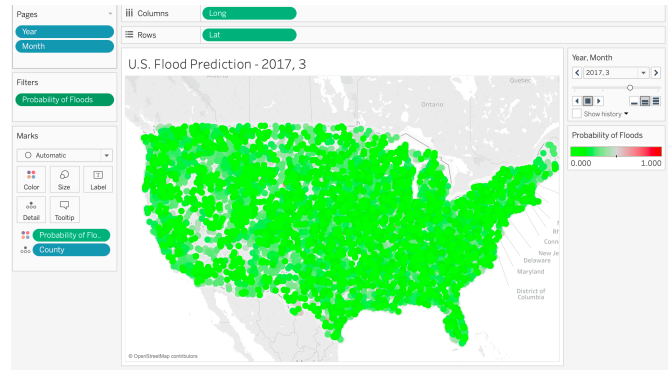 Pages
Year
Month
Filters
Probability of Floods
Marks
Automatic
Color
Size
Label
Detail
Tooltip
Probability of Flo..
County
Columns
Long
Rows
Lat
U.S. Flood Prediction - 2017, 3
Quebec
Ontario
Conn
New Je
Delaware
Maryland
District of
Columbia
© OpenStreetMap contributors
Year, Month
2017, 3
Show history
Probability of Floods
0.000 1.000